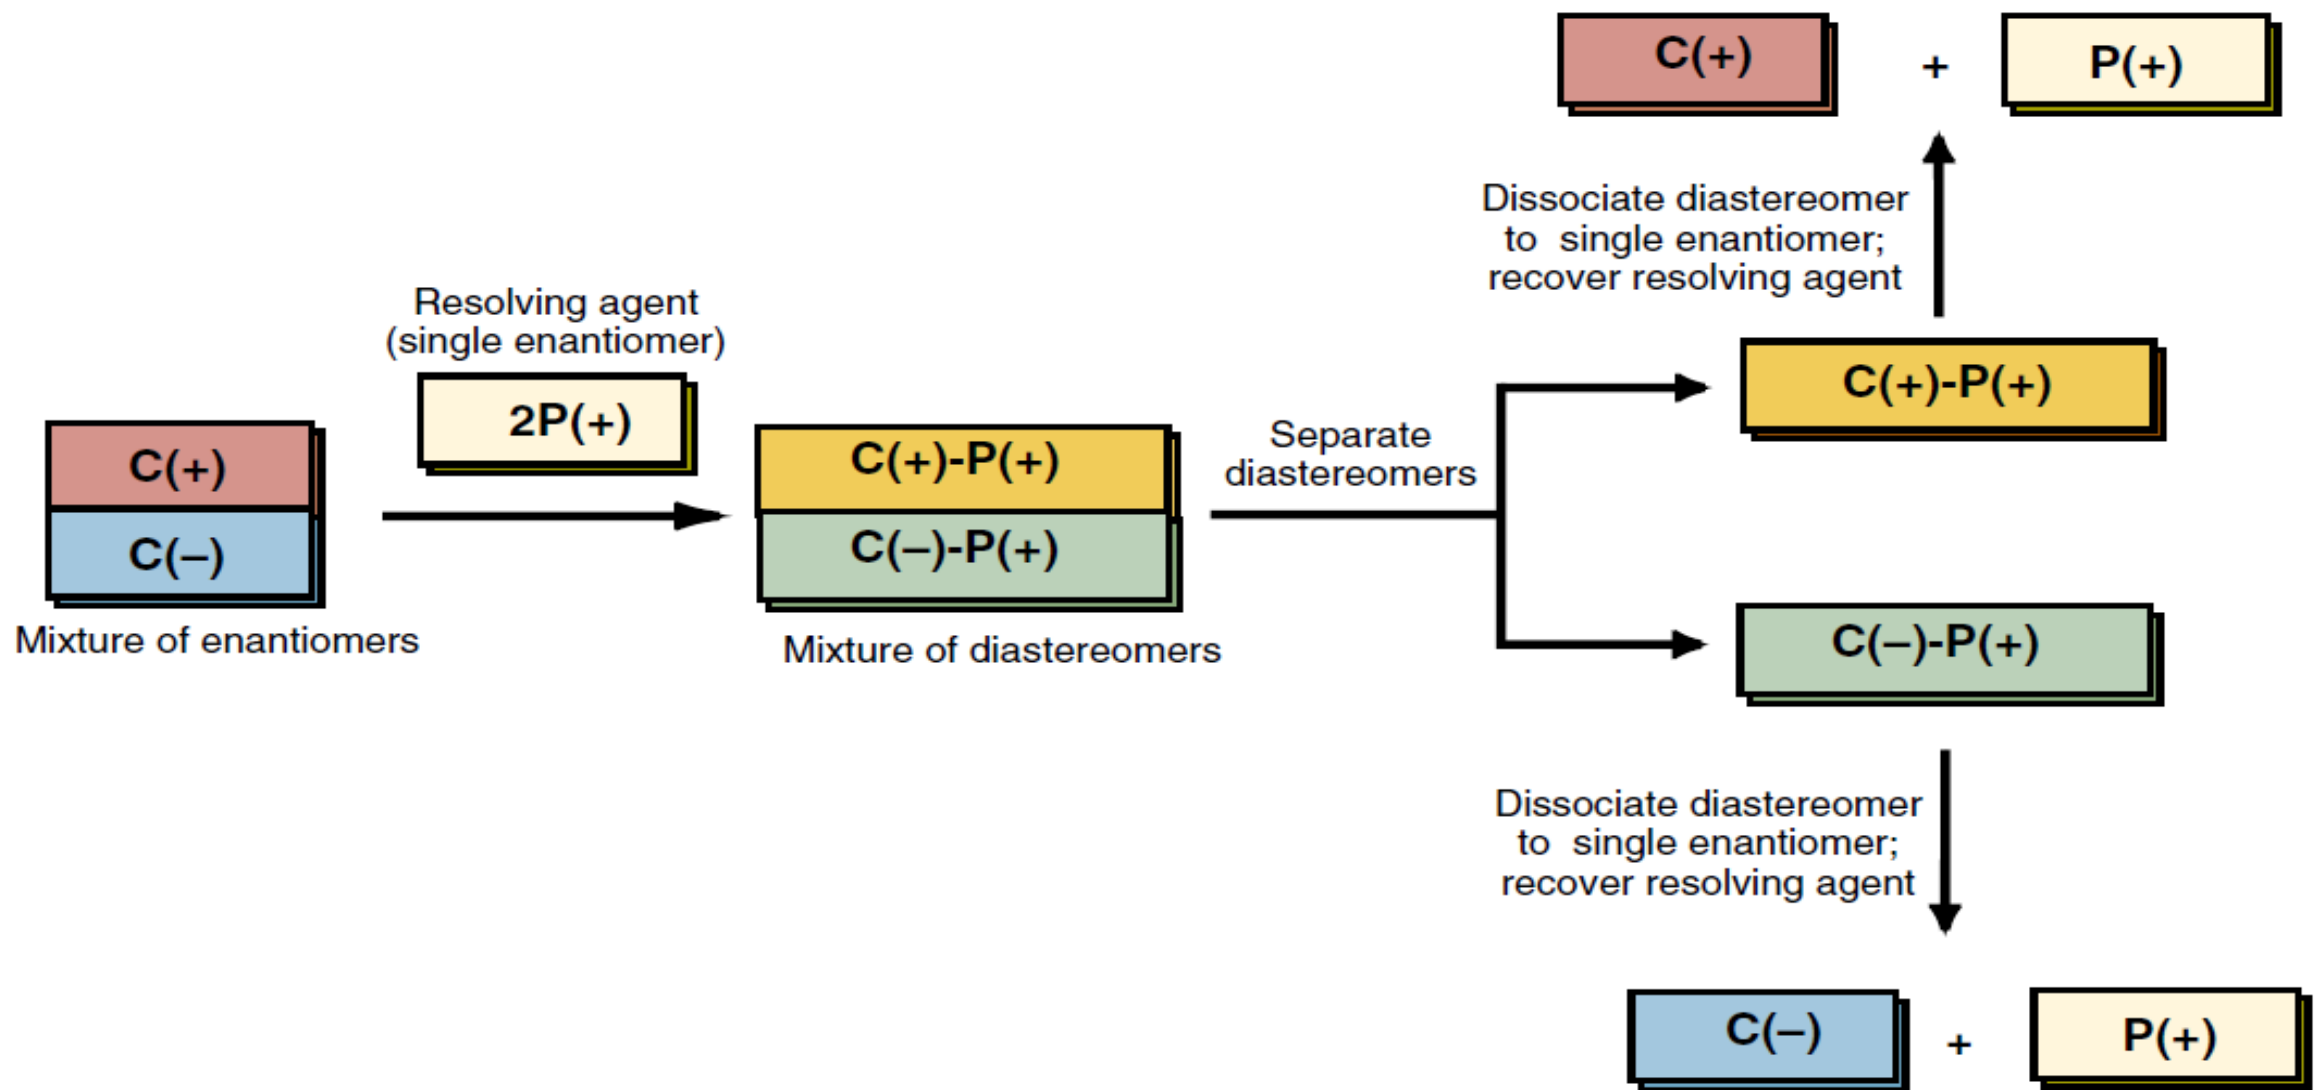 C(+)
+
P(+)
Dissociate diastereomer
to single enantiomer;
recover resolving agent
Resolving agent
(single enantiomer)
2P(+)
C(+)
C(–)
Mixture of enantiomers
C(+)-P(+)
C(–)-P(+)
Mixture of diastereomers
Separate
diastereomers
C(+)-P(+)
C(–)-P(+)
Dissociate diastereomer
to single enantiomer;
recover resolving agent
C(–)
+
P(+)